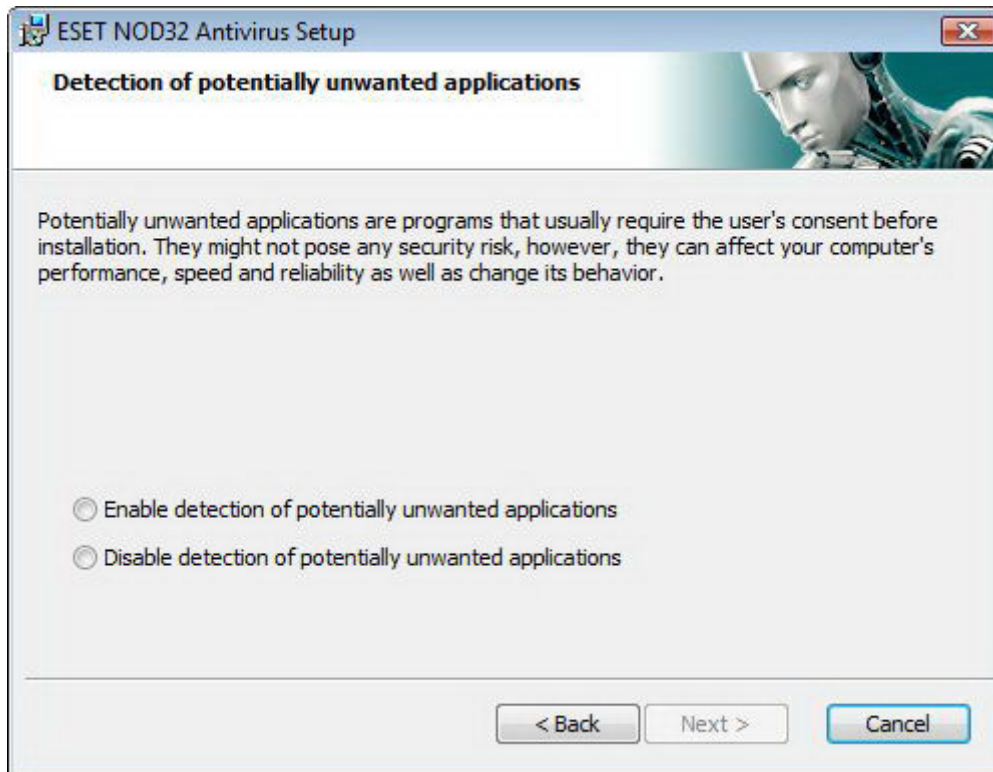 ESET NOD32 Antivirus Setup
Detection of potentially unwanted applications
Potentially unwanted applications are programs that usually require the user's consent before
installation. They might not pose any security risk, however, they can affect your computer's
performance, speed and reliability as well as change its behavior.
Enable detection of potentially unwanted applications
Disable detection of potentially unwanted applications
< Back Next > Cancel